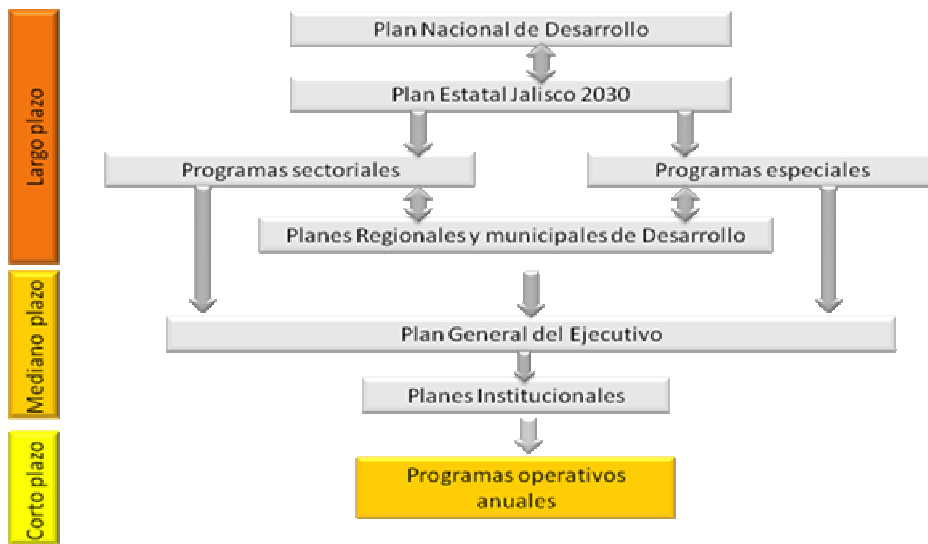 Largo plazo
Plan Nacional de Desarrollo
Plan Estatal Jalisco 2030
Programas sectoriales
Programas especiales
Planes Regionales y municipales de Desarrollo
Mediano plazo
Plan General del Ejecutivo
Planes Institucionales
Corto plazo
Programas operativos
anuales